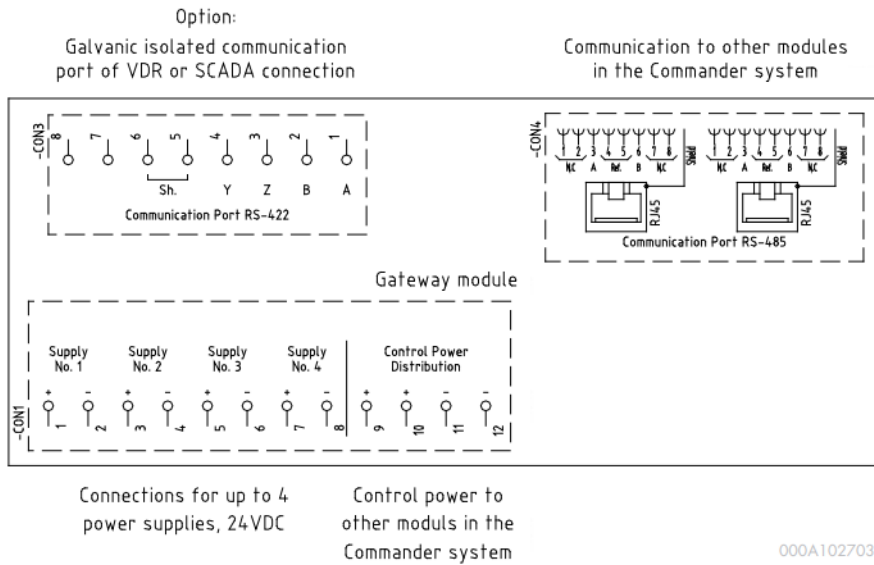 Option:
Galvanic isolated communication
port of VDR or SCADA connection
Communication to other modules
in the Commander system
-CON3
8 7 6 5 4 3 2 1
Sh. Y Z B A
Communication Port RS-422
-CON4
1 2 3 4 5 6 7 8 Shield
N.C A Ref. B N.C
RJ45
1 2 3 4 5 6 7 8 Shield
N.C A Ref. B N.C
RJ45
Communication Port RS-485
Gateway module
-CON1
Supply
No. 1
Supply
No. 2
Supply
No. 3
Supply
No. 4
Control Power
Distribution
+ - + - + - + - + + - -
1 2 3 4 5 6 7 8 9 10 11 12
Connections for up to 4
power supplies, 24VDC
Control power to
other moduls in the
Commander system
000A102703